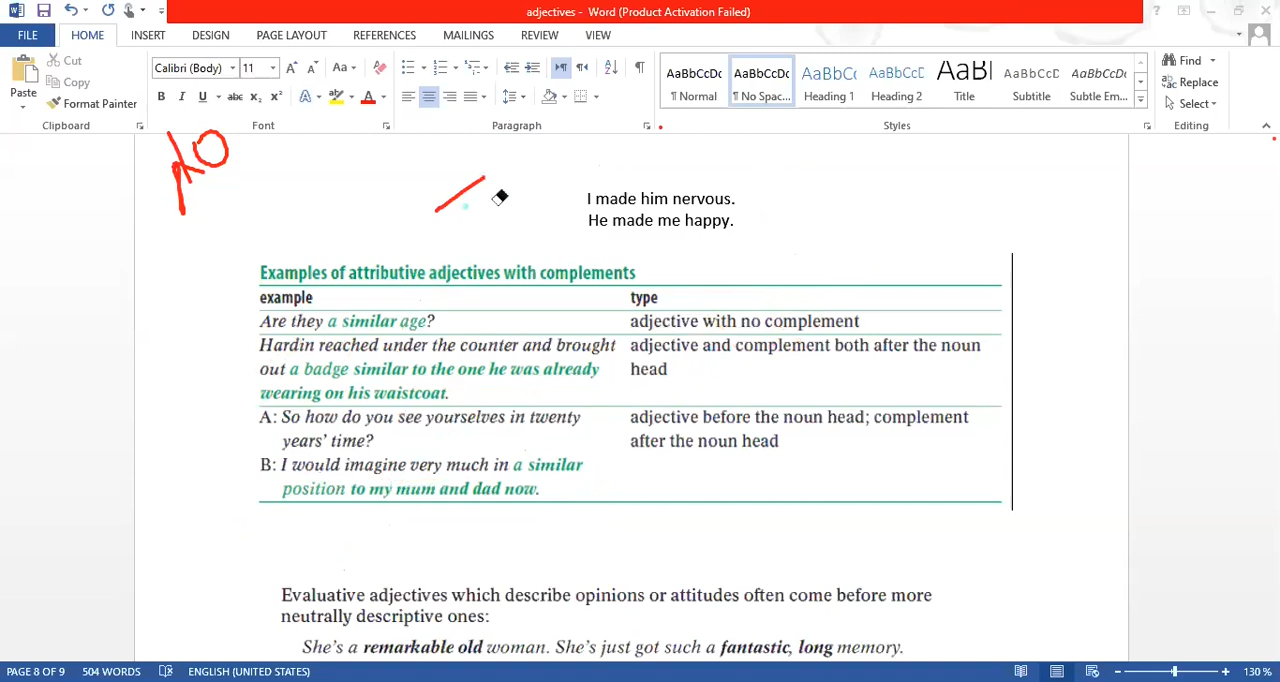 adjectives - Word (Product Activation Failed)
FILE HOME INSERT DESIGN PAGE LAYOUT REFERENCES MAILINGS REVIEW VIEW
Paste
Cut
Copy
Format Painter
Clipboard
Calibri (Body) 11
Font
Paragraph
AaBbCcDc AaBbCcDc AaBbCc AaBbCcC AaBl AaBbCcD AaBbCcDc
¶ Normal ¶ No Spac... Heading 1 Heading 2 Title Subtitle Subtle Em...
Styles
Find
Replace
Select
Editing
I made him nervous.
He made me happy.
Examples of attributive adjectives with complements
example type
Are they a similar age? adjective with no complement
Hardin reached under the counter and brought adjective and complement both after the noun
out a badge similar to the one he was already head
wearing on his waistcoat.
A: So how do you see yourselves in twenty adjective before the noun head; complement
years' time? after the noun head
B: I would imagine very much in a similar
position to my mum and dad now.
Evaluative adjectives which describe opinions or attitudes often come before more
neutrally descriptive ones:
She's a remarkable old woman. She's just got such a fantastic, long memory.
PAGE 8 OF 9 504 WORDS ENGLISH (UNITED STATES) 130 %